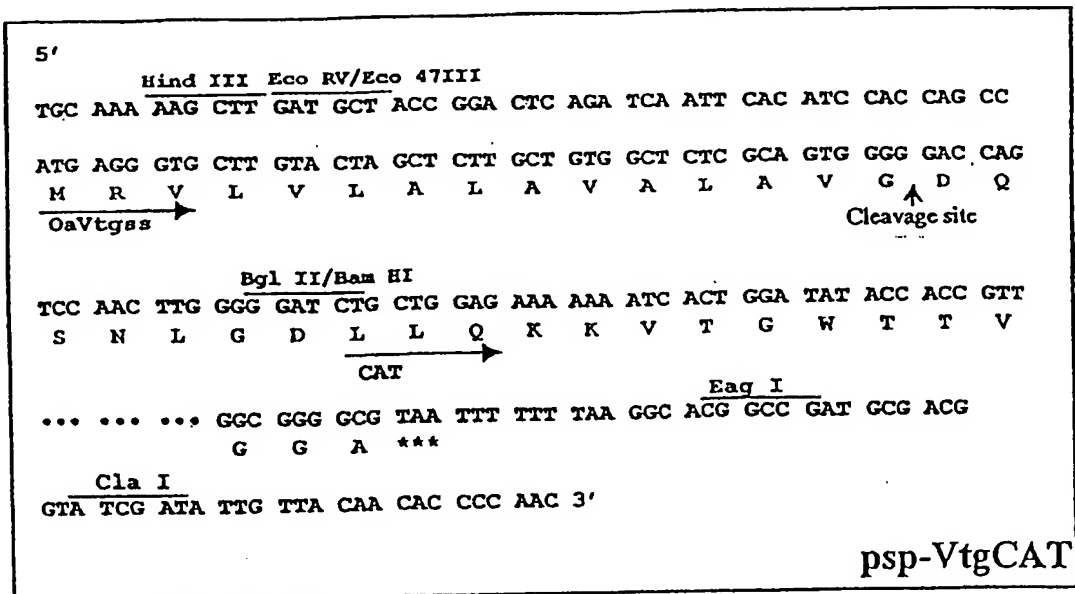 5'
Hind III Eco RV/Eco 47III
TGC AAA AAG CTT GAT GCT ACC GGA CTC AGA TCA ATT CAC ATC CAC CAG CC
ATG AGG GTG CTT GTA CTA GCT CTT GCT GTG GCT CTC GCA GTG GGG GAC CAG
M R V L V L A L A V A L A V G D Q
OaVtgss
Cleavage site
Bgl II/Bam HI
TCC AAC TTG GGG GAT CTG CTG GAG AAA AAA ATC ACT GGA TAT ACC ACC GTT
S N L G D L L Q K K V T G W T T V
CAT
Eag I
••• ••• ••• GGC GGG GCG TAA TTT TTT TAA GGC ACG GCC GAT GCG ACG
G G A ***
Cla I
GTA TCG ATA TTG TTA CAA CAC CCC AAC 3'
psp-VtgCAT